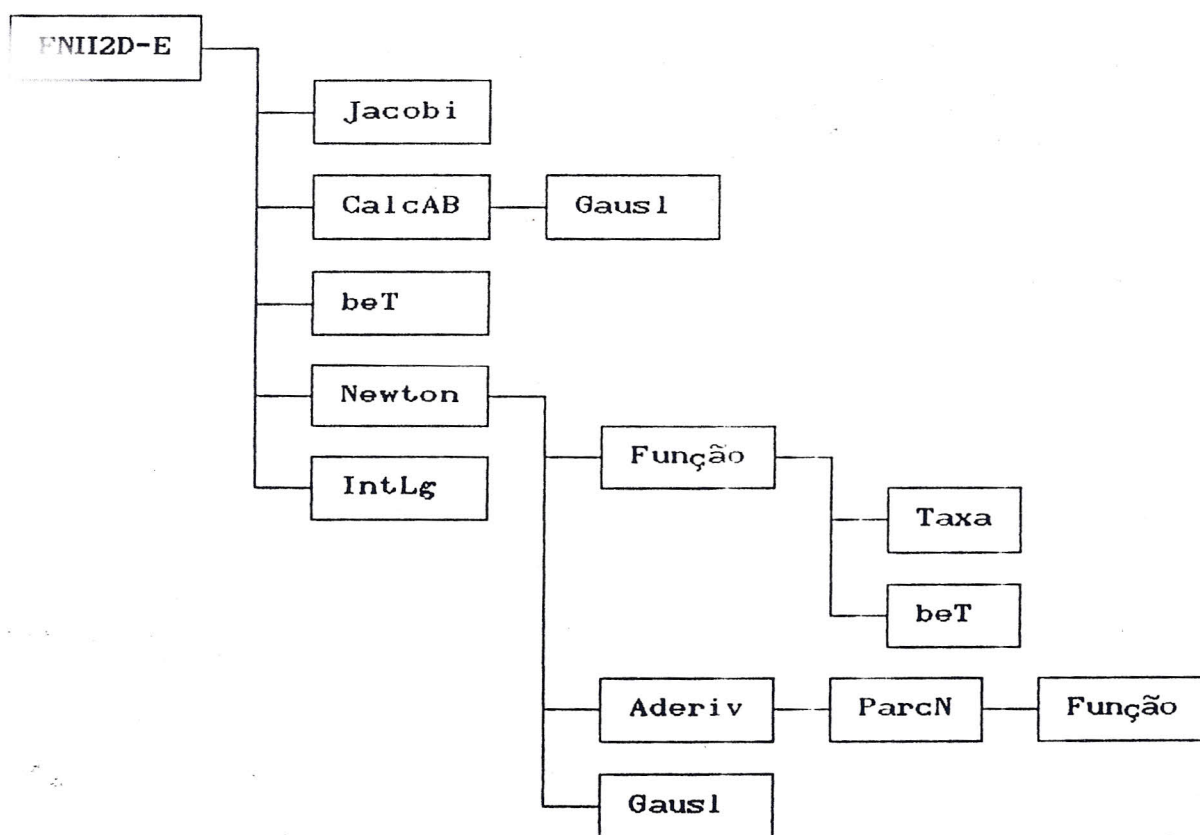 FNII2D-E
Jacobi
CalcAB
Gausl
beT
Newton
Função
IntLg
Taxa
beT
Aderiv
ParcN
Função
Gausl